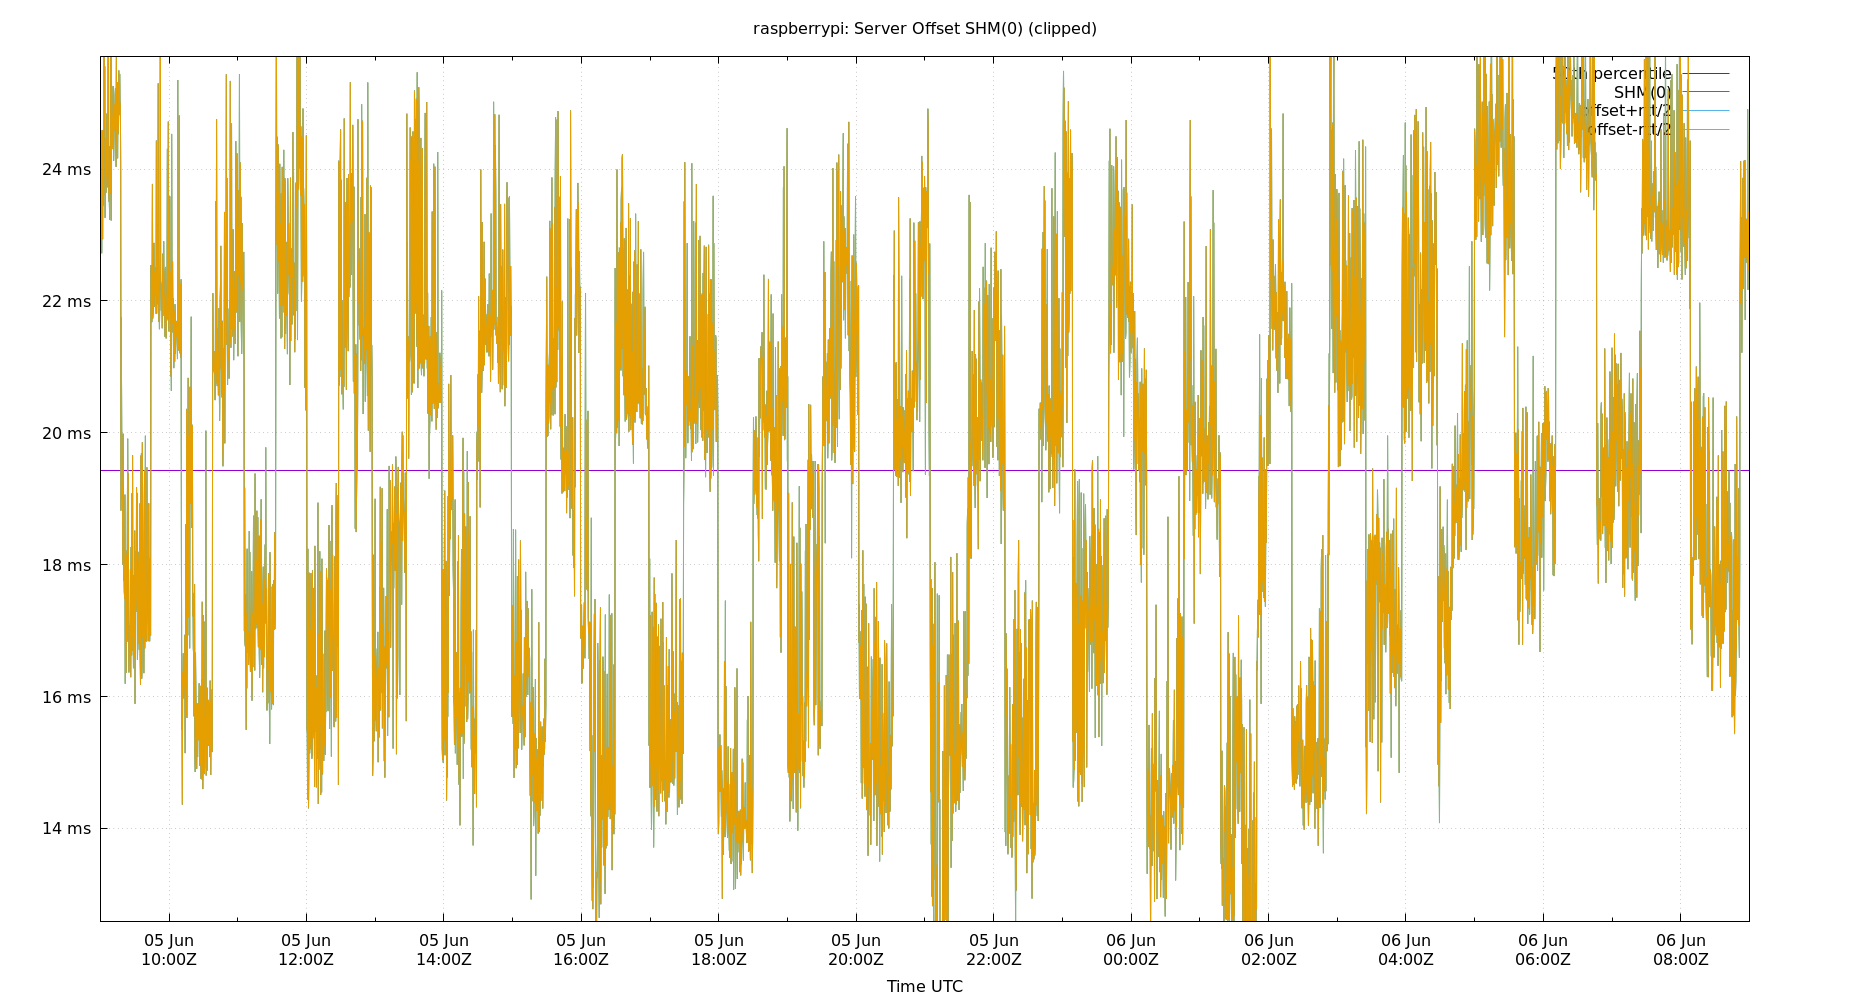 raspberrypi: Server Offset SHM(0) (clipped)
50th percentile
SHM(0)
offset+rtt/2
offset-rtt/2
24 ms
22 ms
20 ms
18 ms
16 ms
14 ms
05 Jun 05 Jun 05 Jun 05 Jun 05 Jun 05 Jun 05 Jun 06 Jun 06 Jun 06 Jun 06 Jun 06 Jun
10:00Z 12:00Z 14:00Z 16:00Z 18:00Z 20:00Z 22:00Z 00:00Z 02:00Z 04:00Z 06:00Z 08:00Z
Time UTC